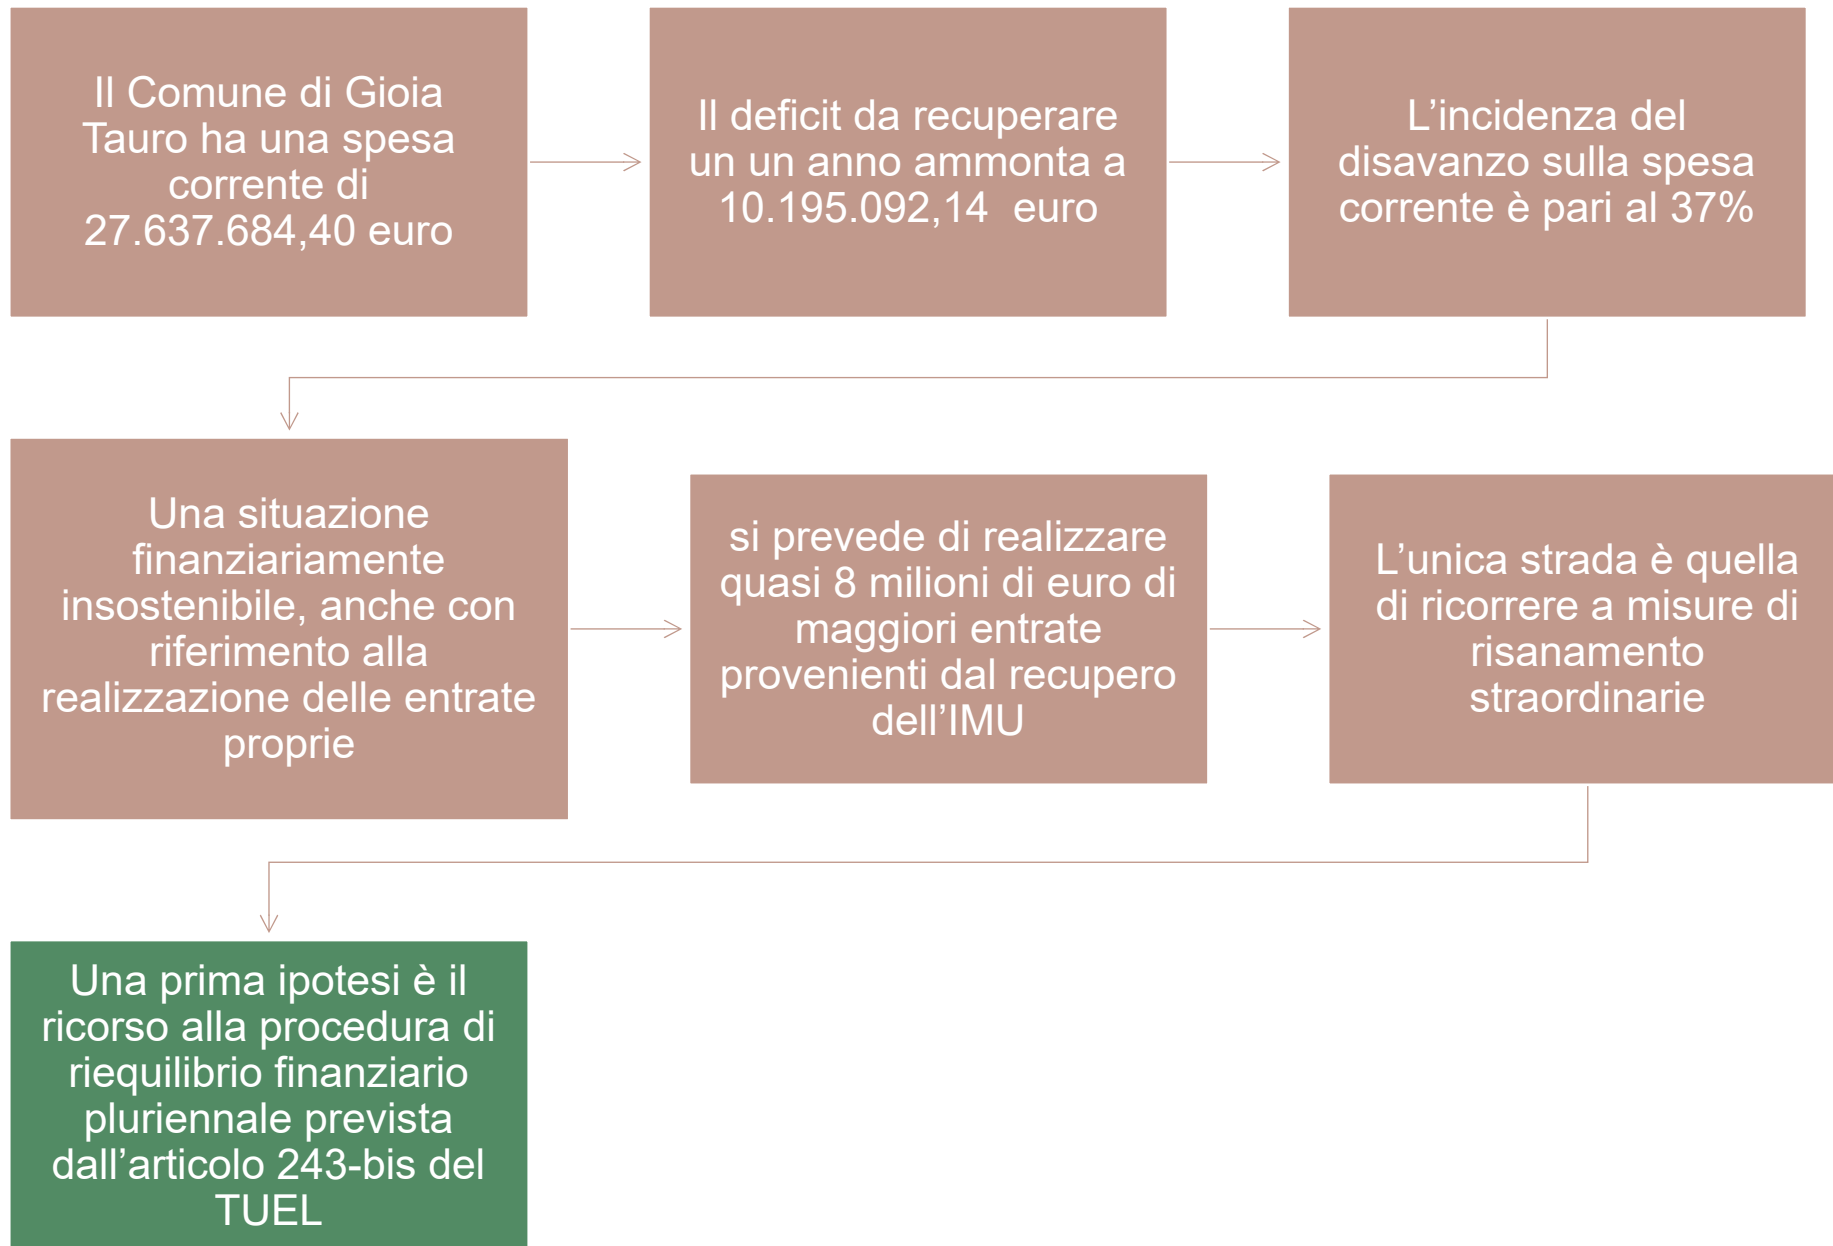 Il Comune di Gioia
Tauro ha una spesa
corrente di
27.637.684,40 euro
Il deficit da recuperare
un un anno ammonta a
10.195.092,14 euro
L’incidenza del
disavanzo sulla spesa
corrente è pari al 37%
Una situazione
finanziariamente
insostenibile, anche con
riferimento alla
realizzazione delle entrate
proprie
si prevede di realizzare
quasi 8 milioni di euro di
maggiori entrate
provenienti dal recupero
dell’IMU
L’unica strada è quella
di ricorrere a misure di
risanamento
straordinarie
Una prima ipotesi è il
ricorso alla procedura di
riequilibrio finanziario
pluriennale prevista
dall’articolo 243-bis del
TUEL